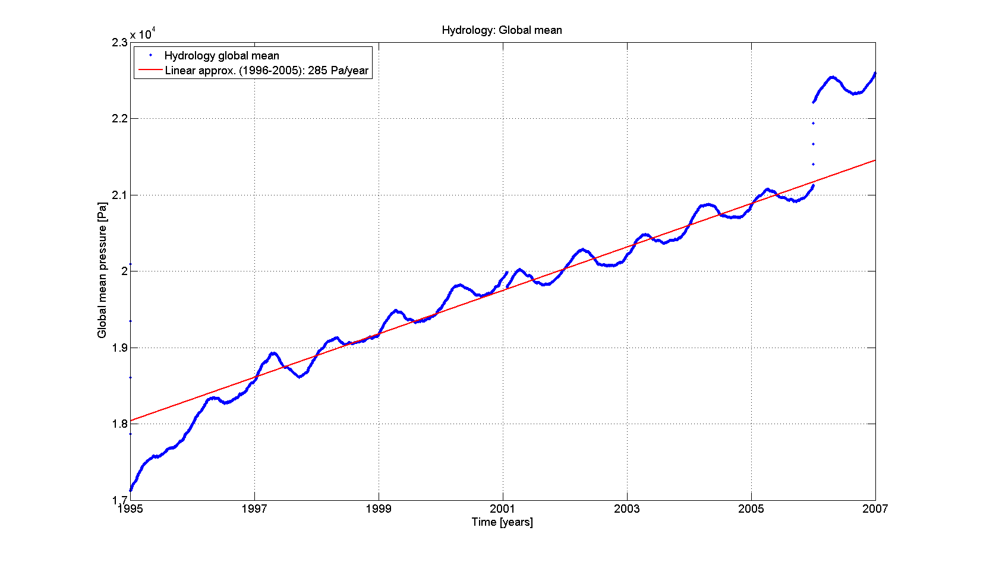 Hydrology: Global mean
x 10^4
2.3
Hydrology global mean
Linear approx. (1996-2005): 285 Pa/year
2.2
2.1
2
1.9
1.8
1.7
Global mean pressure [Pa]
1995 1997 1999 2001 2003 2005 2007
Time [years]